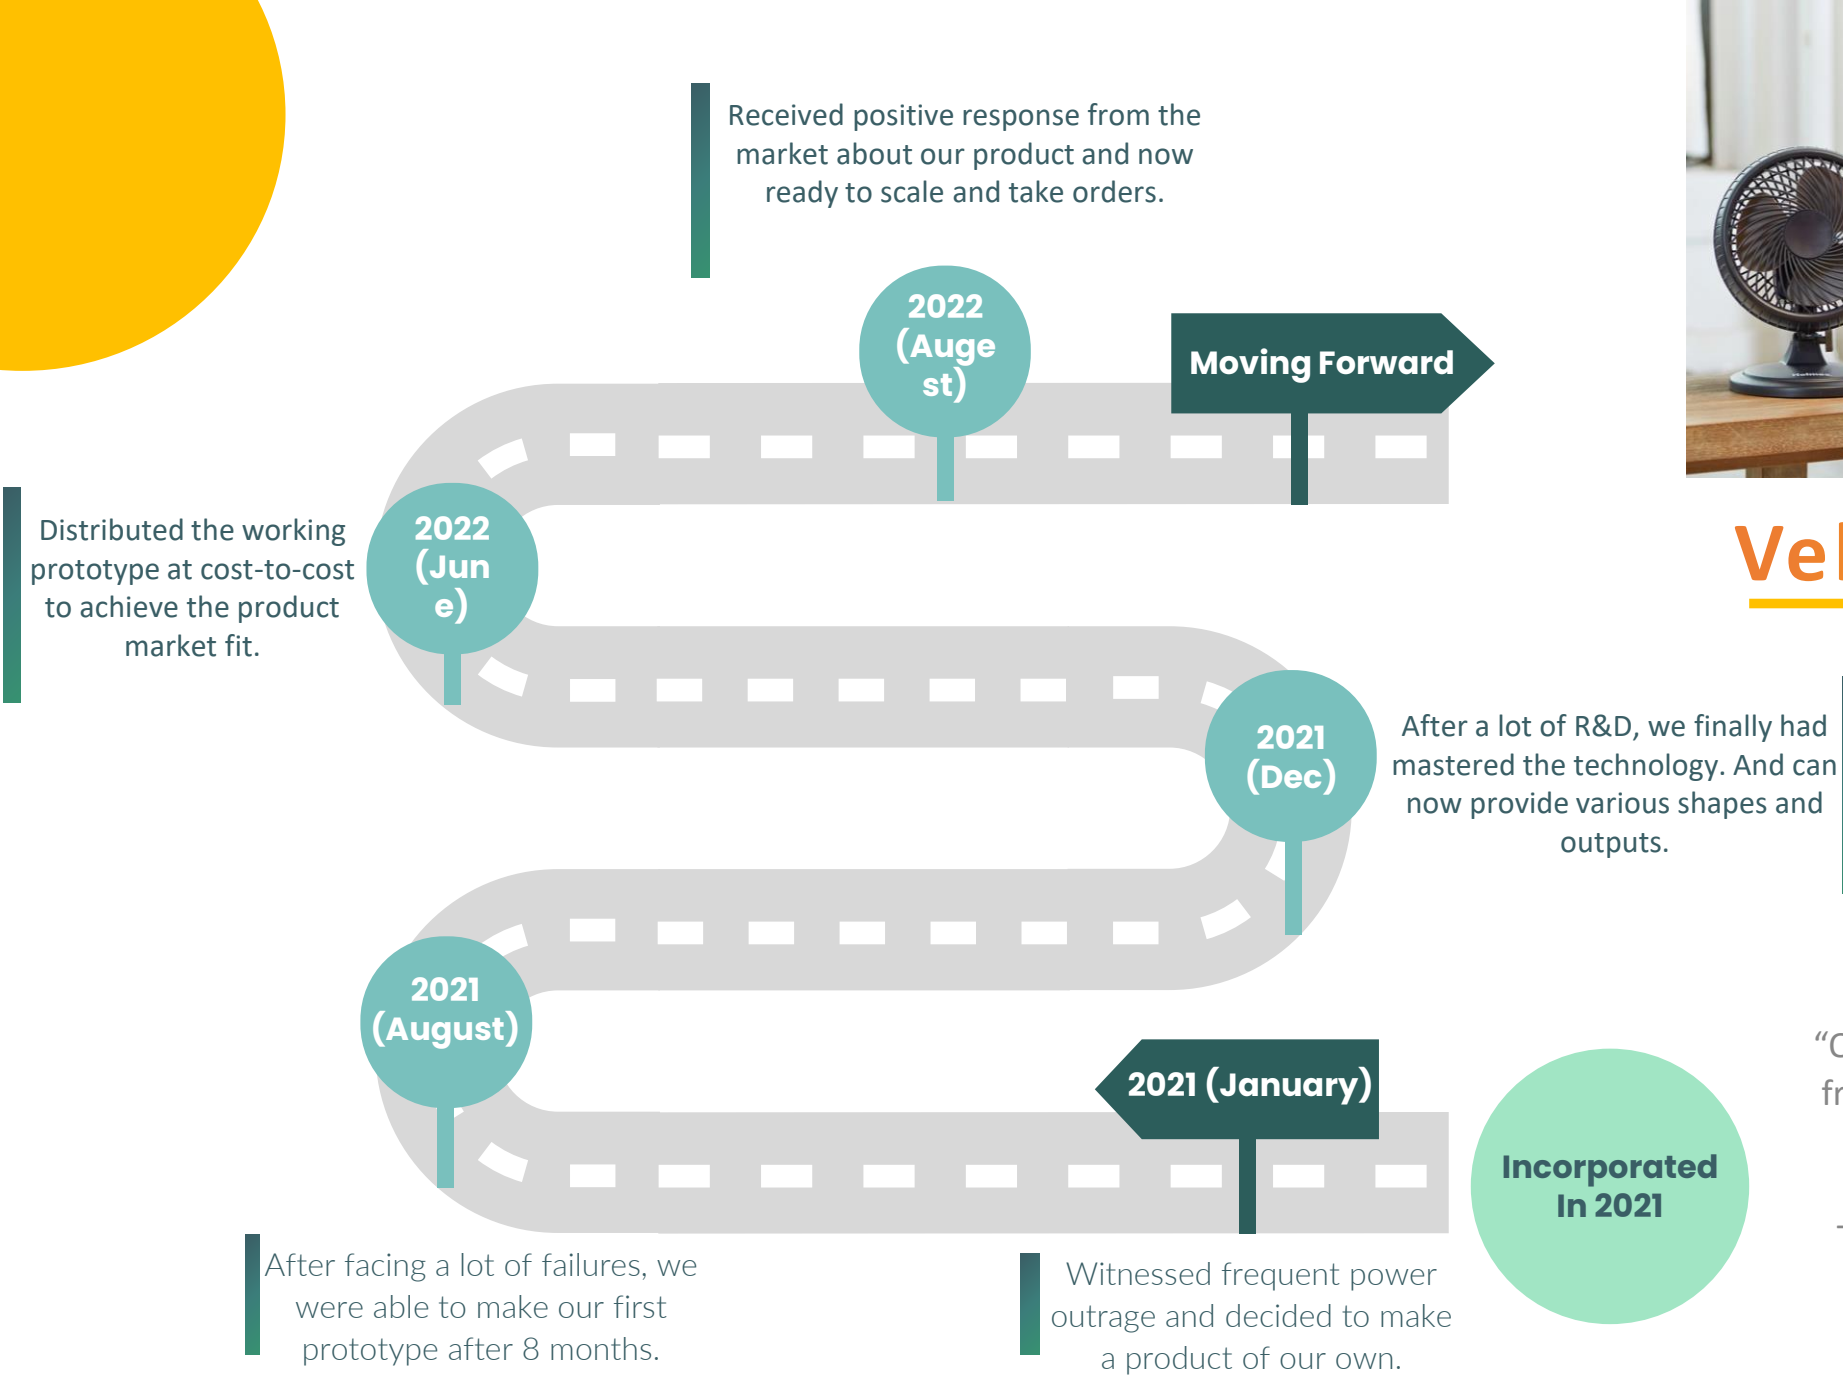 Received positive response from the
market about our product and now
ready to scale and take orders.
2022
(Auge
st)
Moving Forward
Distributed the working
prototype at cost-to-cost
to achieve the product
market fit.
2022
(Jun
e)
2021
(Dec)
After a lot of R&D, we finally had
mastered the technology. And can
now provide various shapes and
outputs.
2021
(August)
2021 (January)
Incorporated
In 2021
After facing a lot of failures, we
were able to make our first
prototype after 8 months.
Witnessed frequent power
outrage and decided to make
a product of our own.